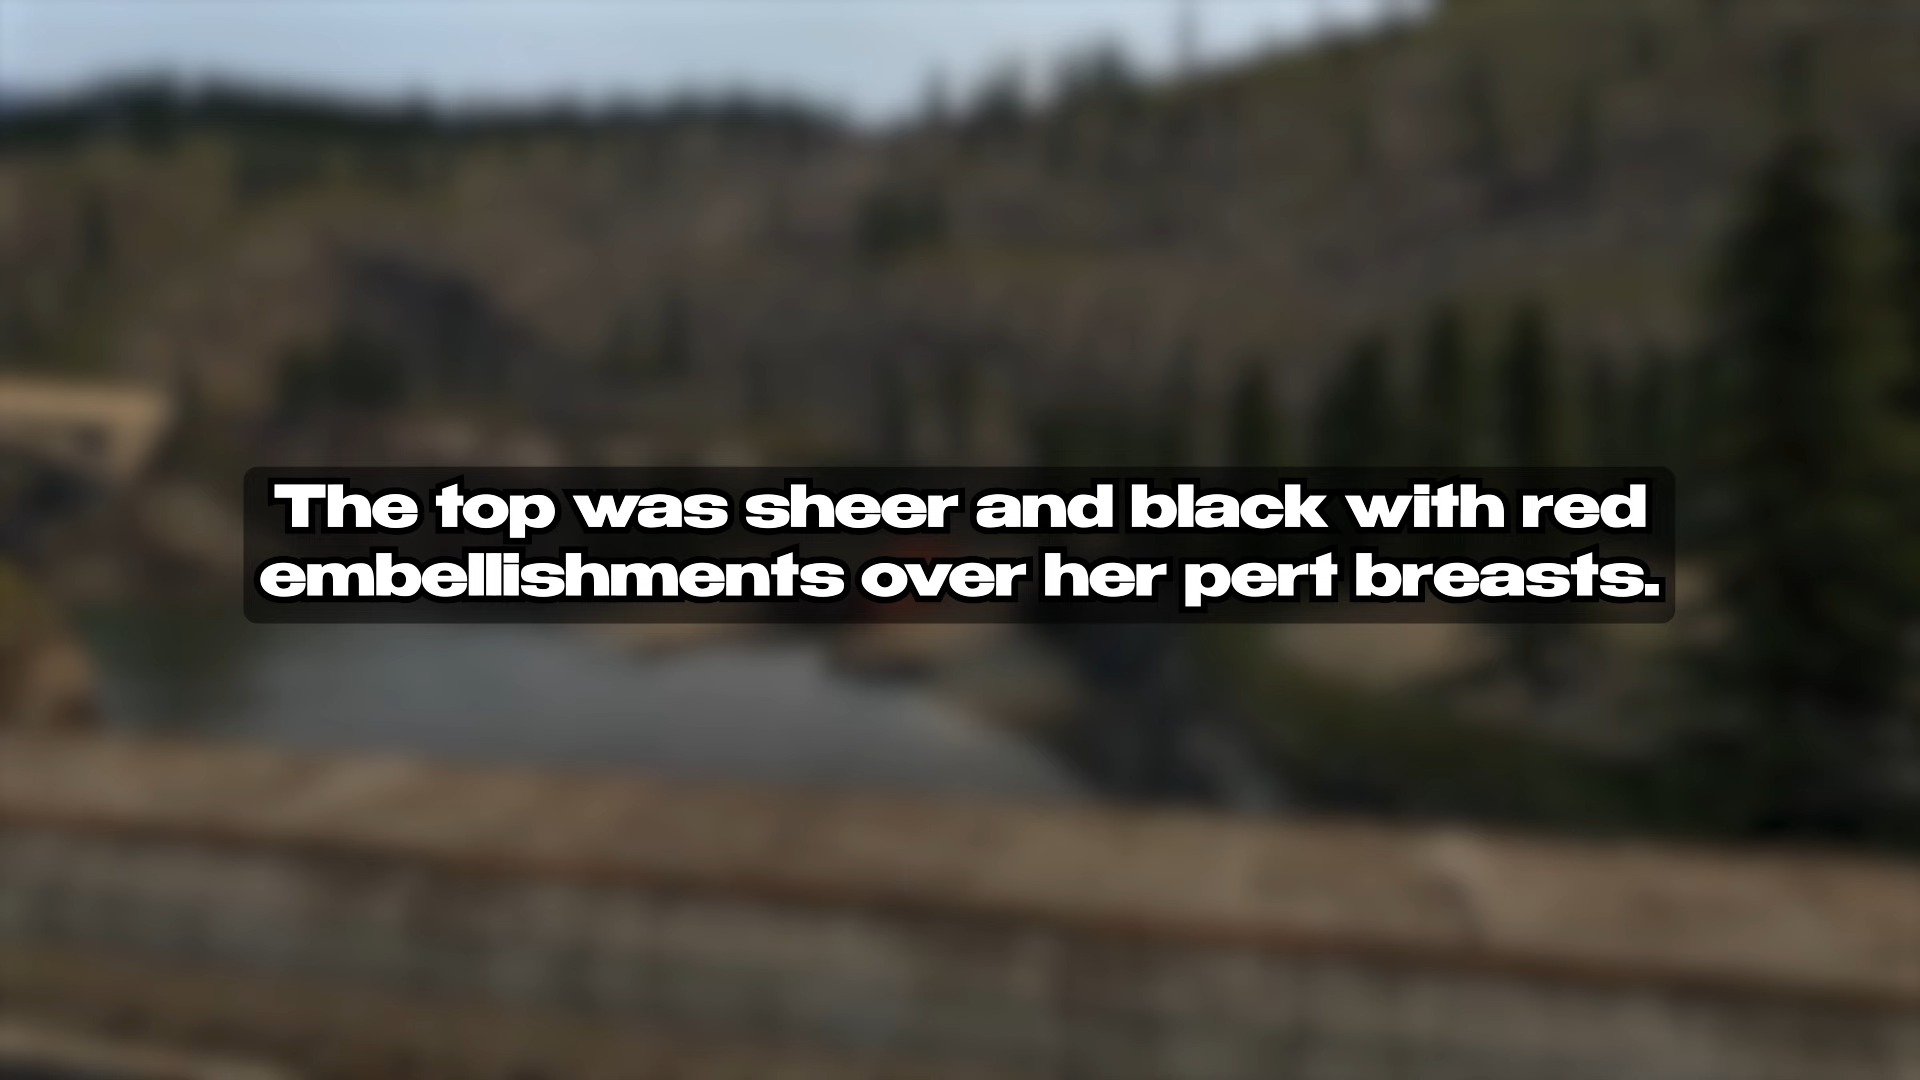 The top was sheer and black with red
embellishments over her pert breasts.